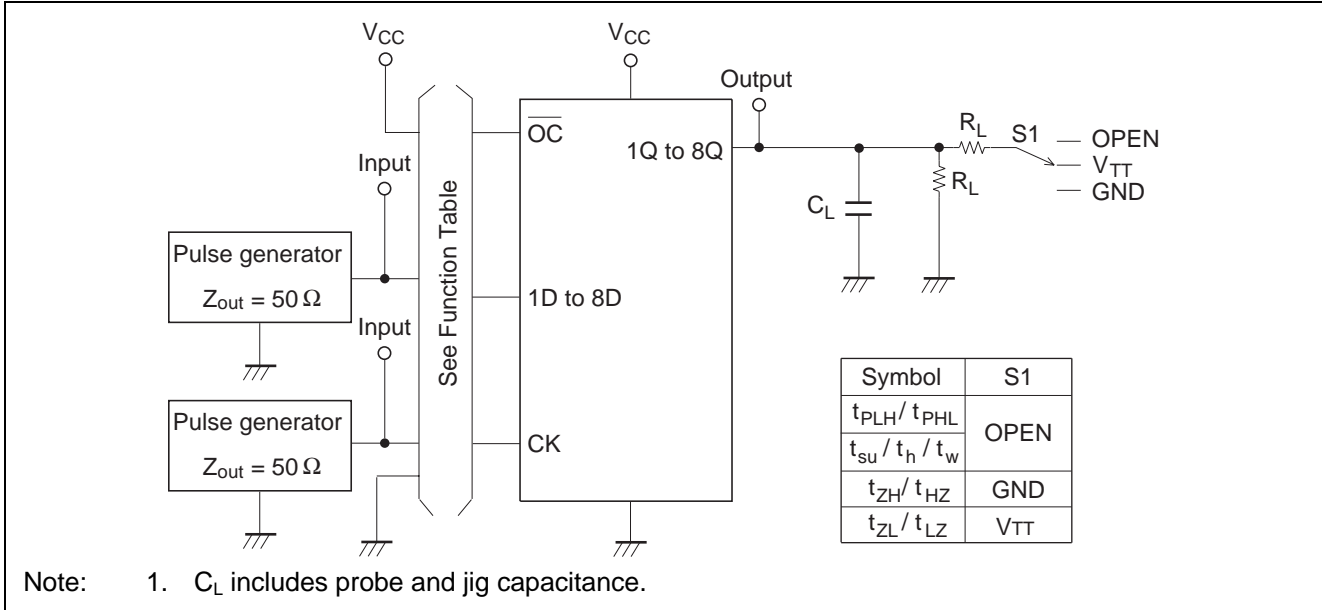 VCC
VCC
Output
OC
1Q to 8Q
RL
S1
OPEN
VTT
GND
RL
CL
Input
See Function Table
Pulse generator
Zout = 50 Ω
1D to 8D
Input
Pulse generator
Zout = 50 Ω
CK
Symbol S1
tPLH / tPHL OPEN
tsu / th / tw
tZH / tHZ GND
tZL / tLZ VTT
Note: 1. CL includes probe and jig capacitance.